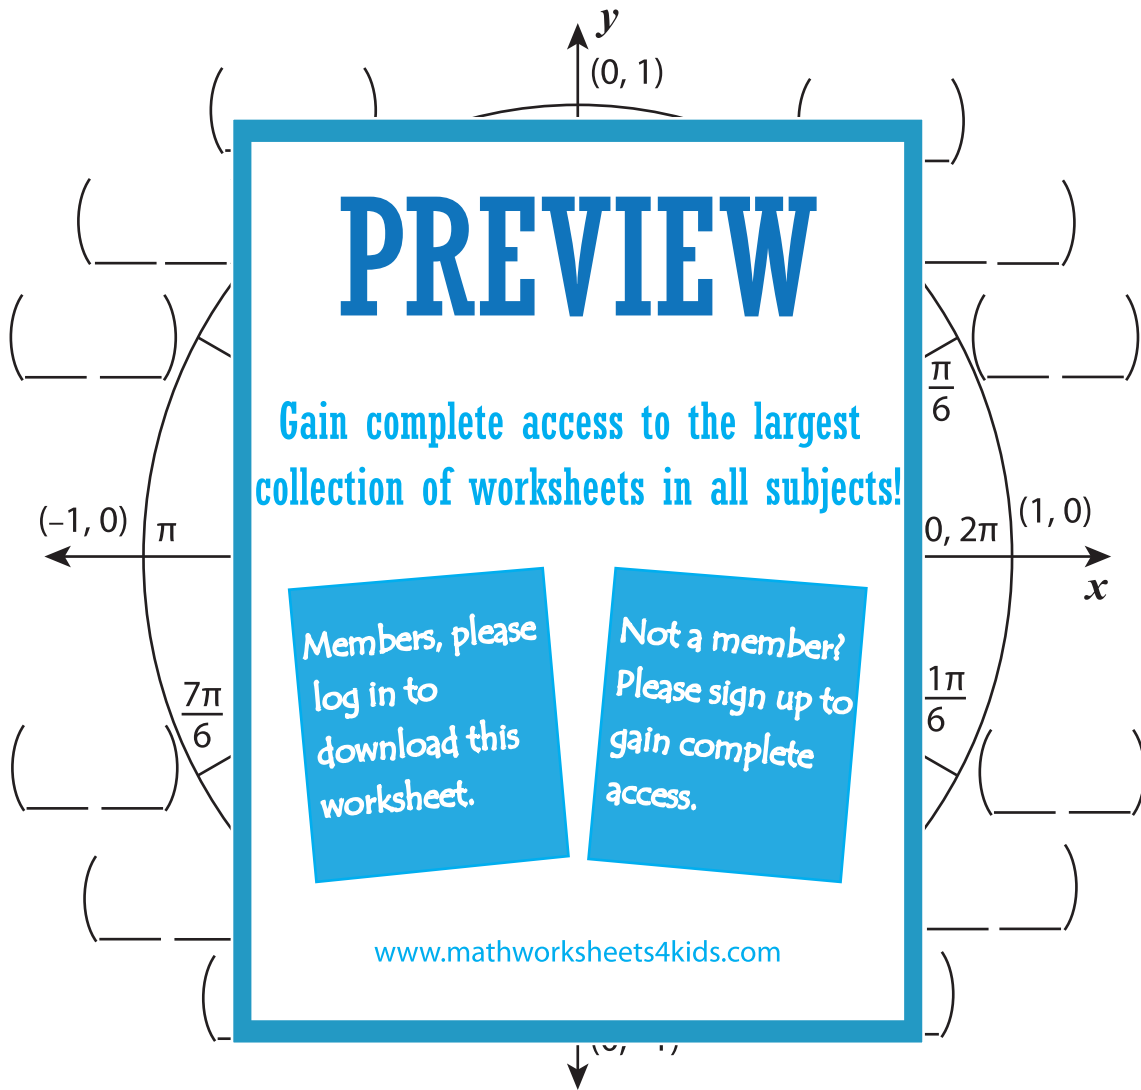 y
(0, 1)
PREVIEW
π
6
Gain complete access to the largest
collection of worksheets in all subjects!
(–1, 0) π
0, 2π (1, 0)
x
Members, please
log in to
download this
worksheet.
Not a member?
Please sign up to
gain complete
access.
7π
6
1π
6
www.mathworksheets4kids.com